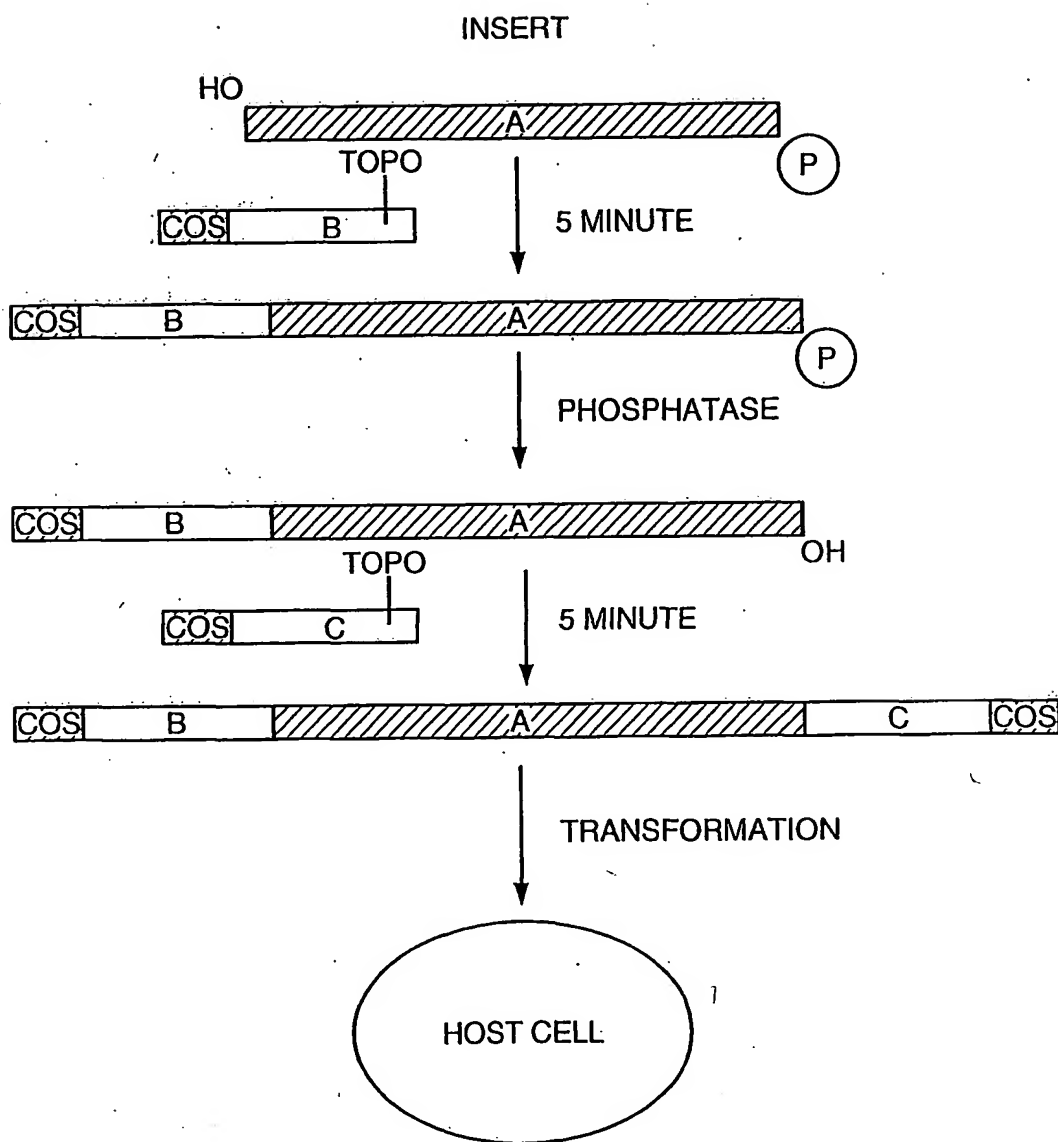 INSERT
HO
A
P
TOPO
COS B
5 MINUTE
COS B A
P
PHOSPHATASE
COS B A
OH
TOPO
COS C
5 MINUTE
COS B A C COS
TRANSFORMATION
HOST CELL